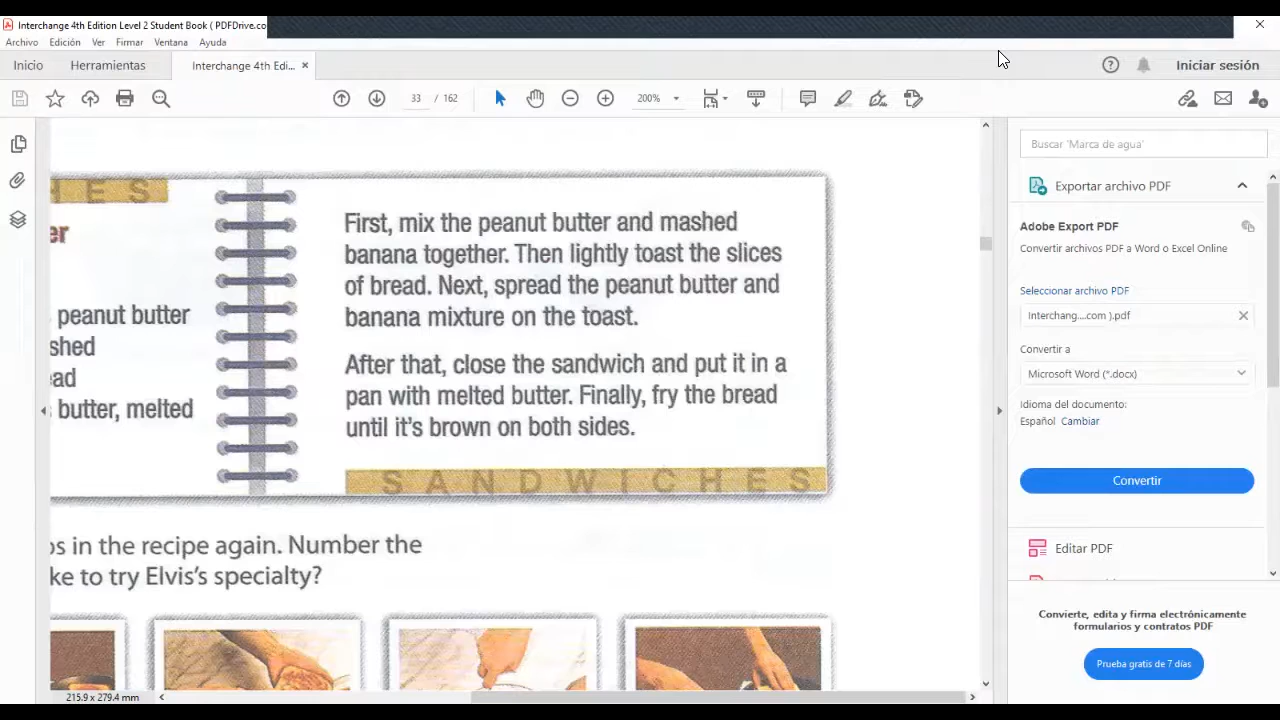 Interchange 4th Edition Level 2 Student Book ( PDFDrive.co
Archivo Edición Ver Firmar Ventana Ayuda
Inicio Herramientas Interchange 4th Edi... × Iniciar sesión
33 / 162 200%
Buscar 'Marca de agua'
Exportar archivo PDF
Adobe Export PDF
Convertir archivos PDF a Word o Excel Online
Seleccionar archivo PDF
Interchang....com ).pdf
Convertir a
Microsoft Word (*.docx)
Idioma del documento:
Español Cambiar
Convertir
Editar PDF
Convierte, edita y firma electrónicamente
formularios y contratos PDF
Prueba gratis de 7 días
HES
er
peanut butter
shed
ead
butter, melted
First, mix the peanut butter and mashed
banana together. Then lightly toast the slices
of bread. Next, spread the peanut butter and
banana mixture on the toast.
After that, close the sandwich and put it in a
pan with melted butter. Finally, fry the bread
until it's brown on both sides.
SANDWICHES
os in the recipe again. Number the
ke to try Elvis's specialty?
215.9 x 279.4 mm